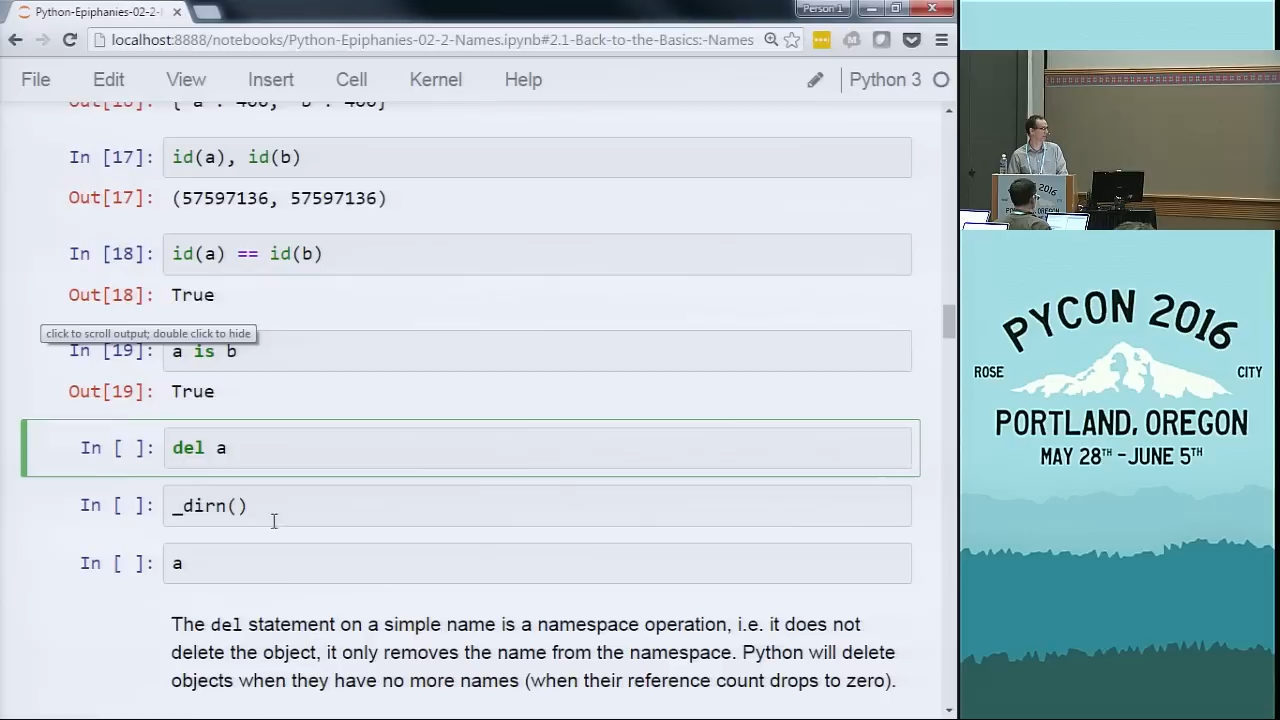 Python-Epiphanies-02-2-
Person 1
localhost:8888/notebooks/Python-Epiphanies-02-2-Names.ipynb#2.1-Back-to-the-Basics:-Names
File Edit View Insert Cell Kernel Help Python 3
In [17]: id(a), id(b)
Out[17]: (57597136, 57597136)
In [18]: id(a) == id(b)
Out[18]: True
click to scroll output; double click to hide
In [19]: a is b
Out[19]: True
In [ ]: del a
In [ ]: _dirn()
In [ ]: a
The del statement on a simple name is a namespace operation, i.e. it does not
delete the object, it only removes the name from the namespace. Python will delete
objects when they have no more names (when their reference count drops to zero).
PYCON 2016
ROSE CITY
PORTLAND, OREGON
MAY 28TH -JUNE 5TH